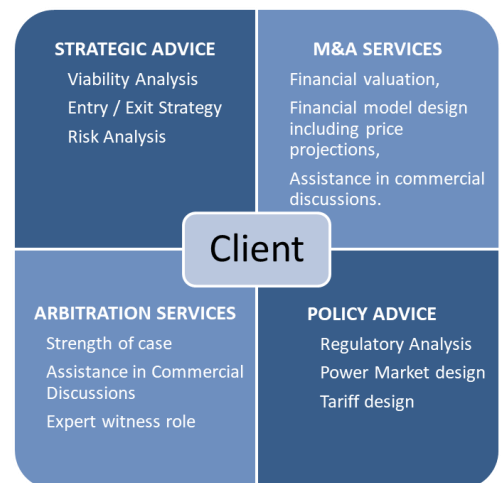 STRATEGIC ADVICE
Viability Analysis
Entry / Exit Strategy
Risk Analysis
M&A SERVICES
Financial valuation,
Financial model design
including price
projections,
Assistance in commercial
discussions.
Client
ARBITRATION SERVICES
Strength of case
Assistance in Commercial
Discussions
Expert witness role
POLICY ADVICE
Regulatory Analysis
Power Market design
Tariff design